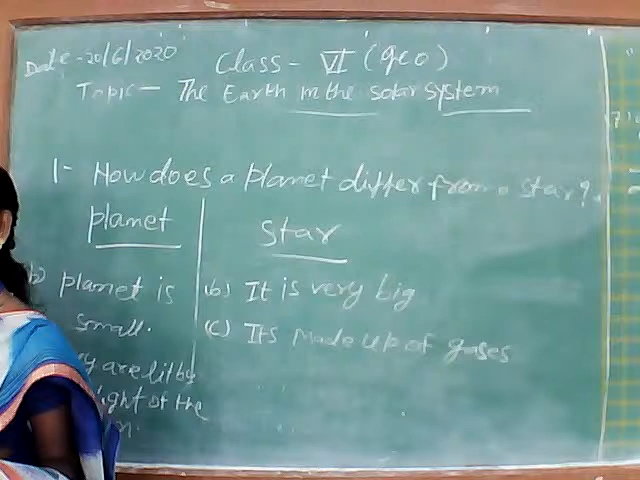 Date - 20/6/2020
Class - VI (geo)
Topic - The Earth in the solar system
1- How does a planet differ from a star?
planet
star
b) planet is
small.
(b) It is very big
(c) Its made up of gases
are lit by
light of the